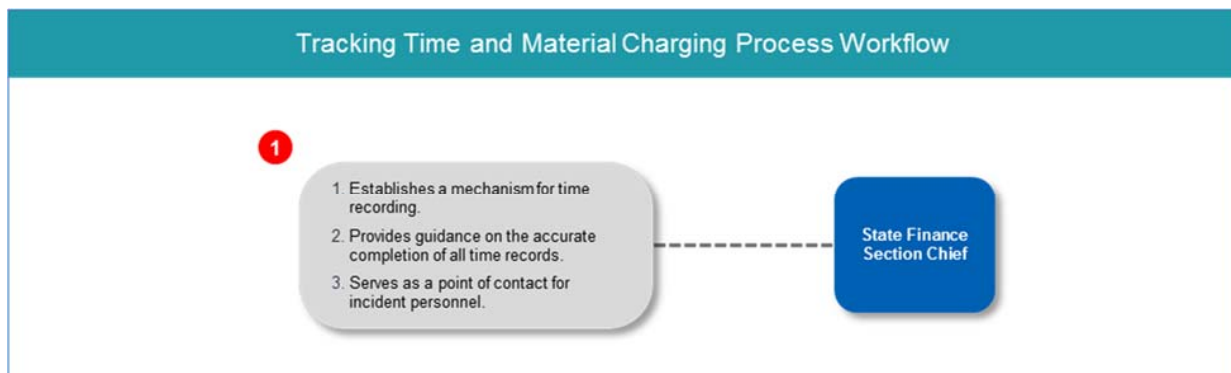 Tracking Time and Material Charging Process Workflow
1
1. Establishes a mechanism for time
recording.
2. Provides guidance on the accurate
completion of all time records.
3. Serves as a point of contact for
incident personnel.
State Finance
Section Chief